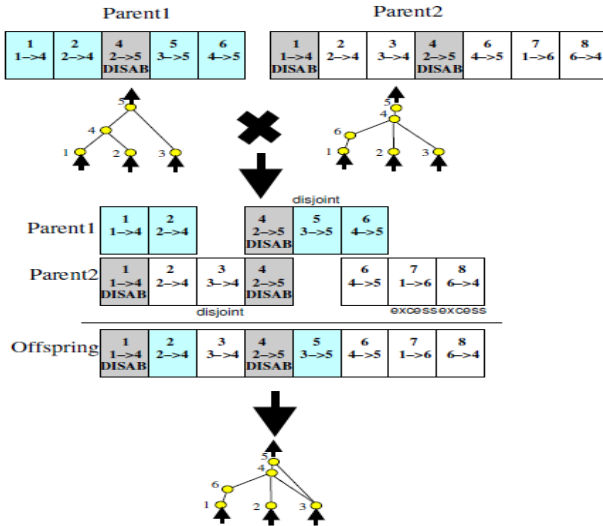 Parent1 Parent2
1 2 4 5 6 1 2 3 4 6 7 8
1->4 2->4 2->5 3->5 4->5 1->4 2->4 3->4 2->5 4->5 1->6 6->4
DISAB DISAB DISAB
5 5
4 4
6
1 2 3 1 2 3
disjoint
Parent1 1 2 4 5 6
1->4 2->4 2->5 3->5 4->5
DISAB
Parent2 1 2 3 4 6 7 8
1->4 2->4 3->4 2->5 4->5 1->6 6->4
DISAB DISAB
disjoint excess excess
Offspring 1 2 3 4 5 6 7 8
1->4 2->4 3->4 2->5 3->5 4->5 1->6 6->4
DISAB DISAB
5
4
6
1 2 3